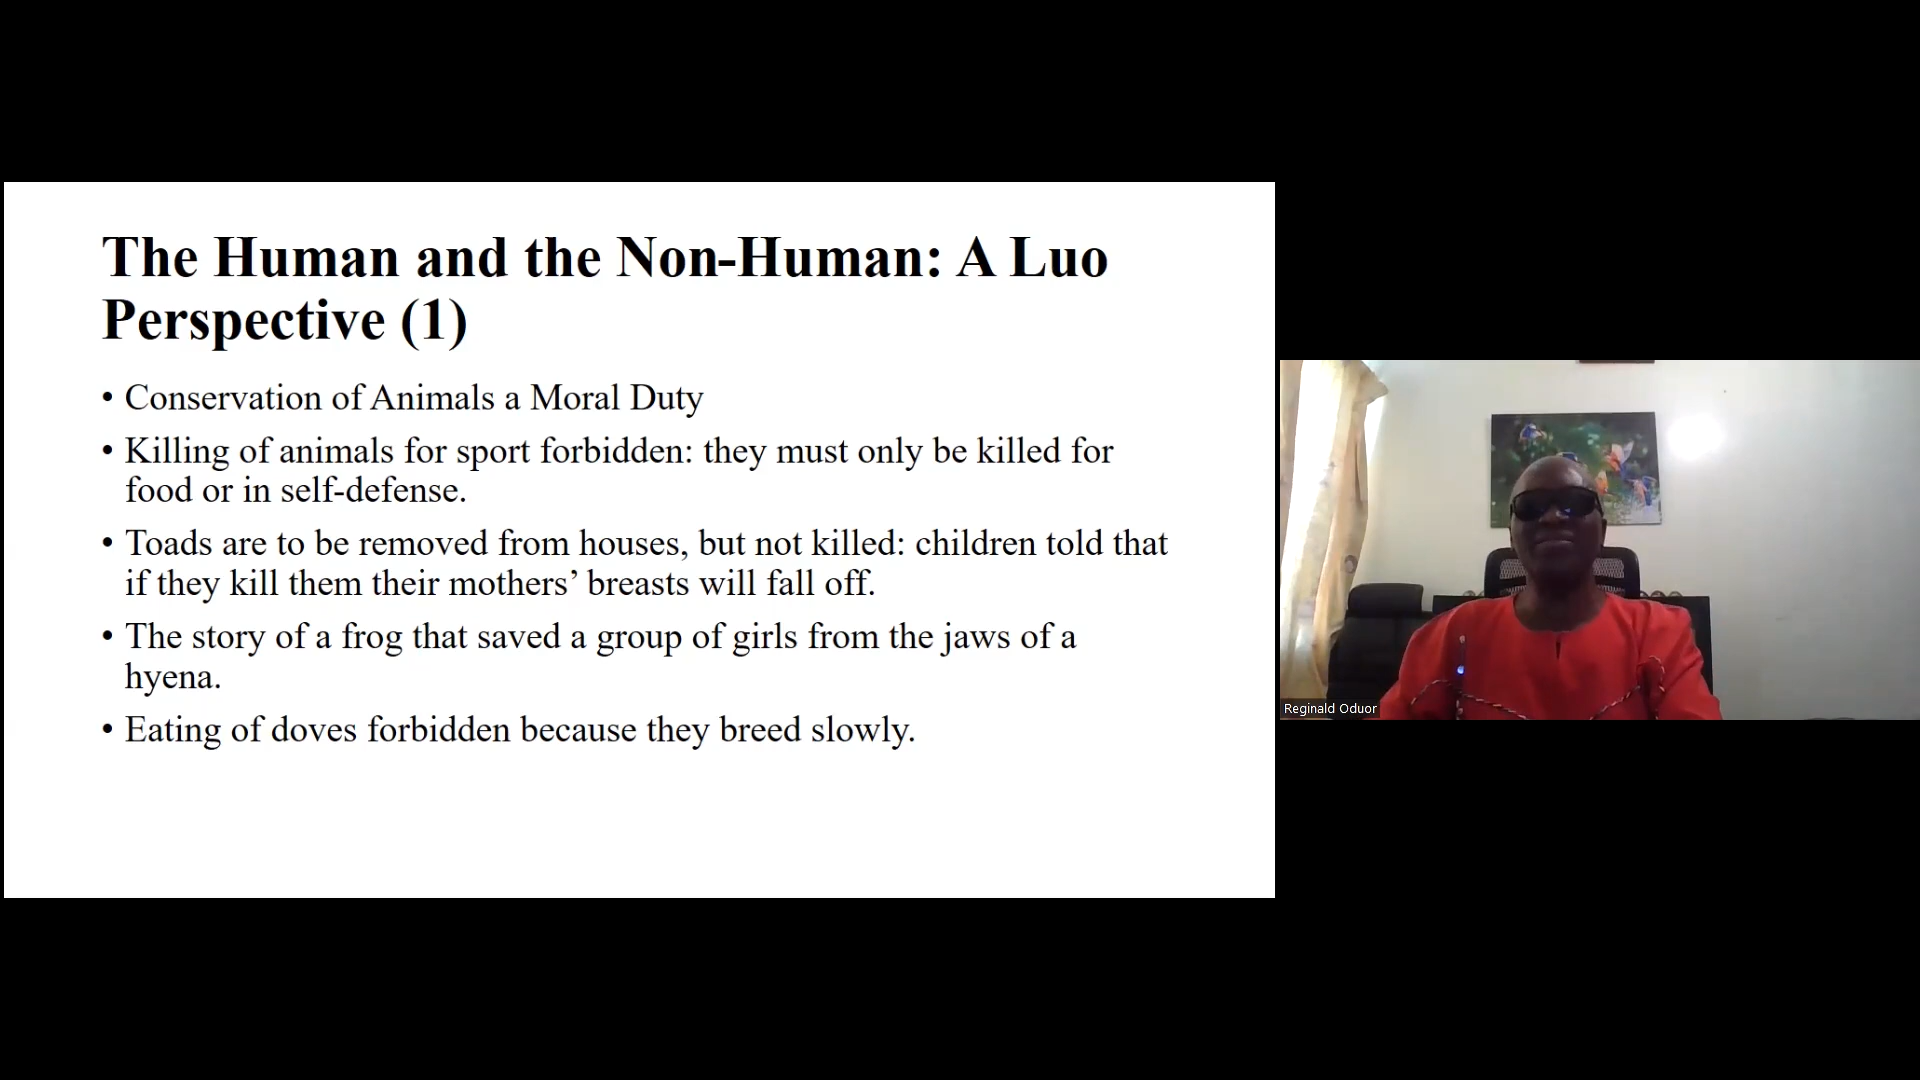 The Human and the Non-Human: A Luo
Perspective (1)
• Conservation of Animals a Moral Duty
• Killing of animals for sport forbidden: they must only be killed for
food or in self-defense.
• Toads are to be removed from houses, but not killed: children told that
if they kill them their mothers’ breasts will fall off.
• The story of a frog that saved a group of girls from the jaws of a
hyena.
• Eating of doves forbidden because they breed slowly.
Reginald Oduor